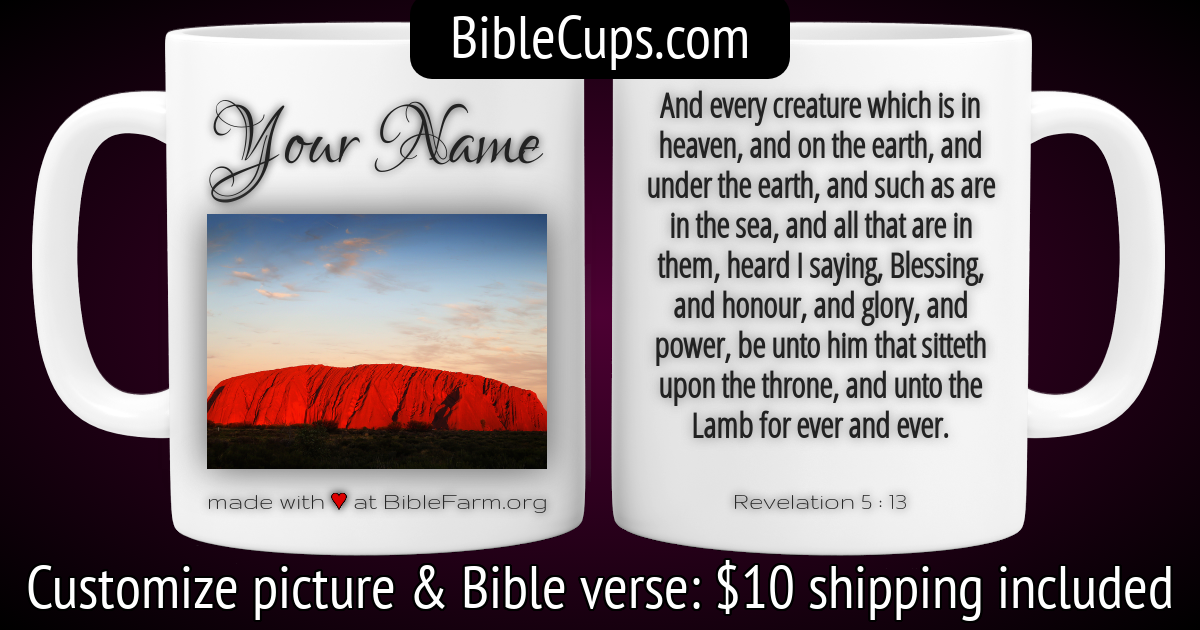 BibleCups.com
Your Name
made with ♥ at BibleFarm.org
And every creature which is in
heaven, and on the earth, and
under the earth, and such as are
in the sea, and all that are in
them, heard I saying, Blessing,
and honour, and glory, and
power, be unto him that sitteth
upon the throne, and unto the
Lamb for ever and ever.
Revelation 5 : 13
Customize picture & Bible verse: $10 shipping included